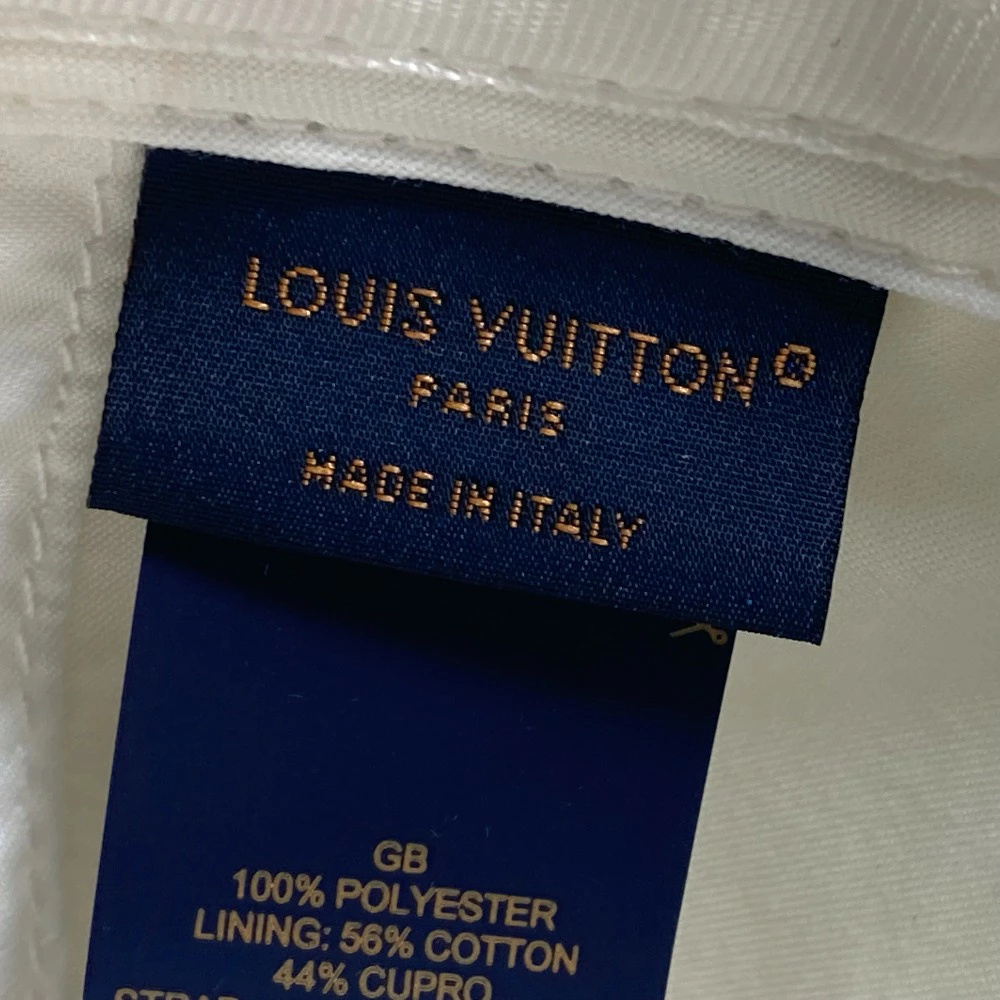 LOUIS VUITTON®
PARIS
MADE IN ITALY
GB
100% POLYESTER
LINING: 56% COTTON
44% CUPRO